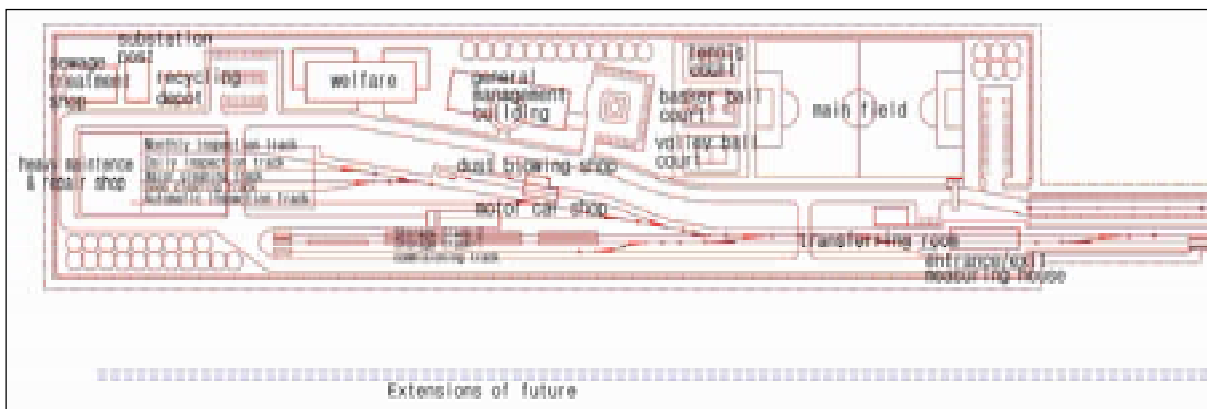 substation
post
sewage
treatment
shop
recycling
depot
welfare
general
management
building
tennis
court
basker ball
court
volley ball
court
main field
heavy maintence
& repair shop
Monthly inspection track
Daily inspection track
Automatic inspection track
dust blowing shop
motor car shop
transferring room
entrance/exit
measuring house
Extensions of future